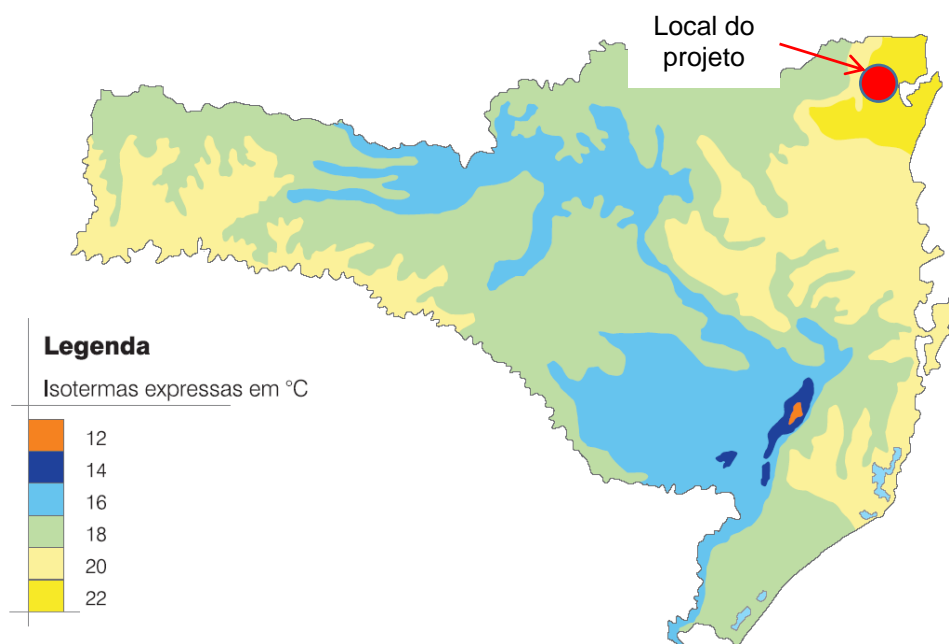 Local do
projeto
Legenda
Isotermas expressas em °C
12
14
16
18
20
22